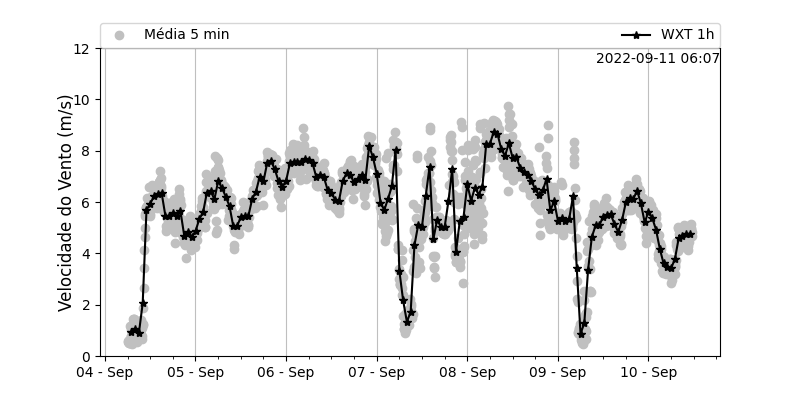 Média 5 min
WXT 1h
2022-09-11 06:07
Velocidade do Vento (m/s)
12
10
8
6
4
2
0
04 - Sep
05 - Sep
06 - Sep
07 - Sep
08 - Sep
09 - Sep
10 - Sep